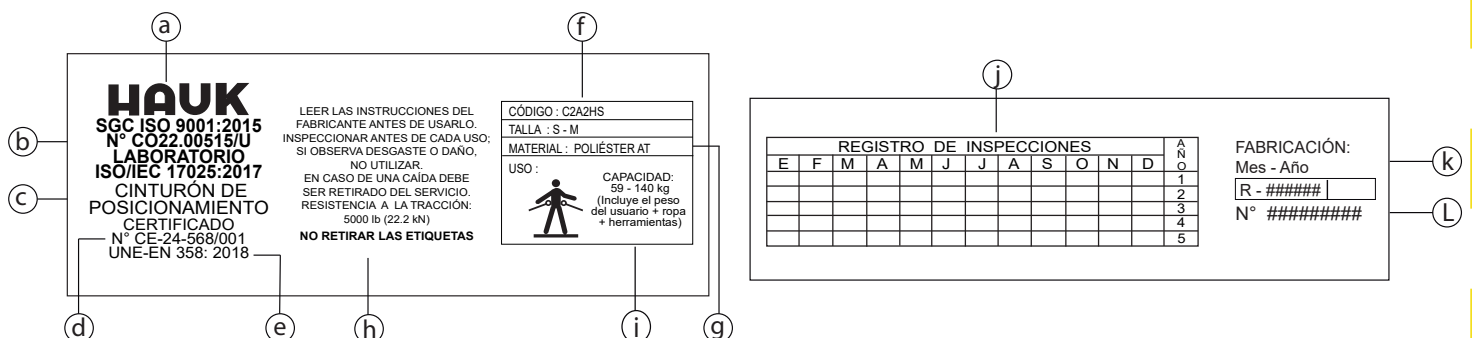 a
f
j
HAUK
SGC ISO 9001:2015
N° CO22.00515/U
LABORATORIO
ISO/IEC 17025:2017
CINTURÓN DE
POSICIONAMIENTO
CERTIFICADO
N° CE-24-568/001
UNE-EN 358: 2018
b
c
d
e
LEER LAS INSTRUCCIONES DEL
FABRICANTE ANTES DE USARLO.
INSPECCIONAR ANTES DE CADA USO;
SI OBSERVA DESGASTE O DAÑO,
NO UTILIZAR.
EN CASO DE UNA CAÍDA DEBE
SER RETIRADO DEL SERVICIO.
RESISTENCIA A LA TRACCIÓN:
5000 lb (22.2 kN)
NO RETIRAR LAS ETIQUETAS
h
CÓDIGO : C2A2HS
TALLA : S - M
MATERIAL : POLIÉSTER AT
USO :
CAPACIDAD:
59 - 140 kg
(Incluye el peso
del usuario + ropa
+ herramientas)
i
g
REGISTRO DE INSPECCIONES
AÑO
E F M A M J J A S O N D
1
2
3
4
5
FABRICACIÓN:
Mes - Año
R - ######
N° #########
k
L